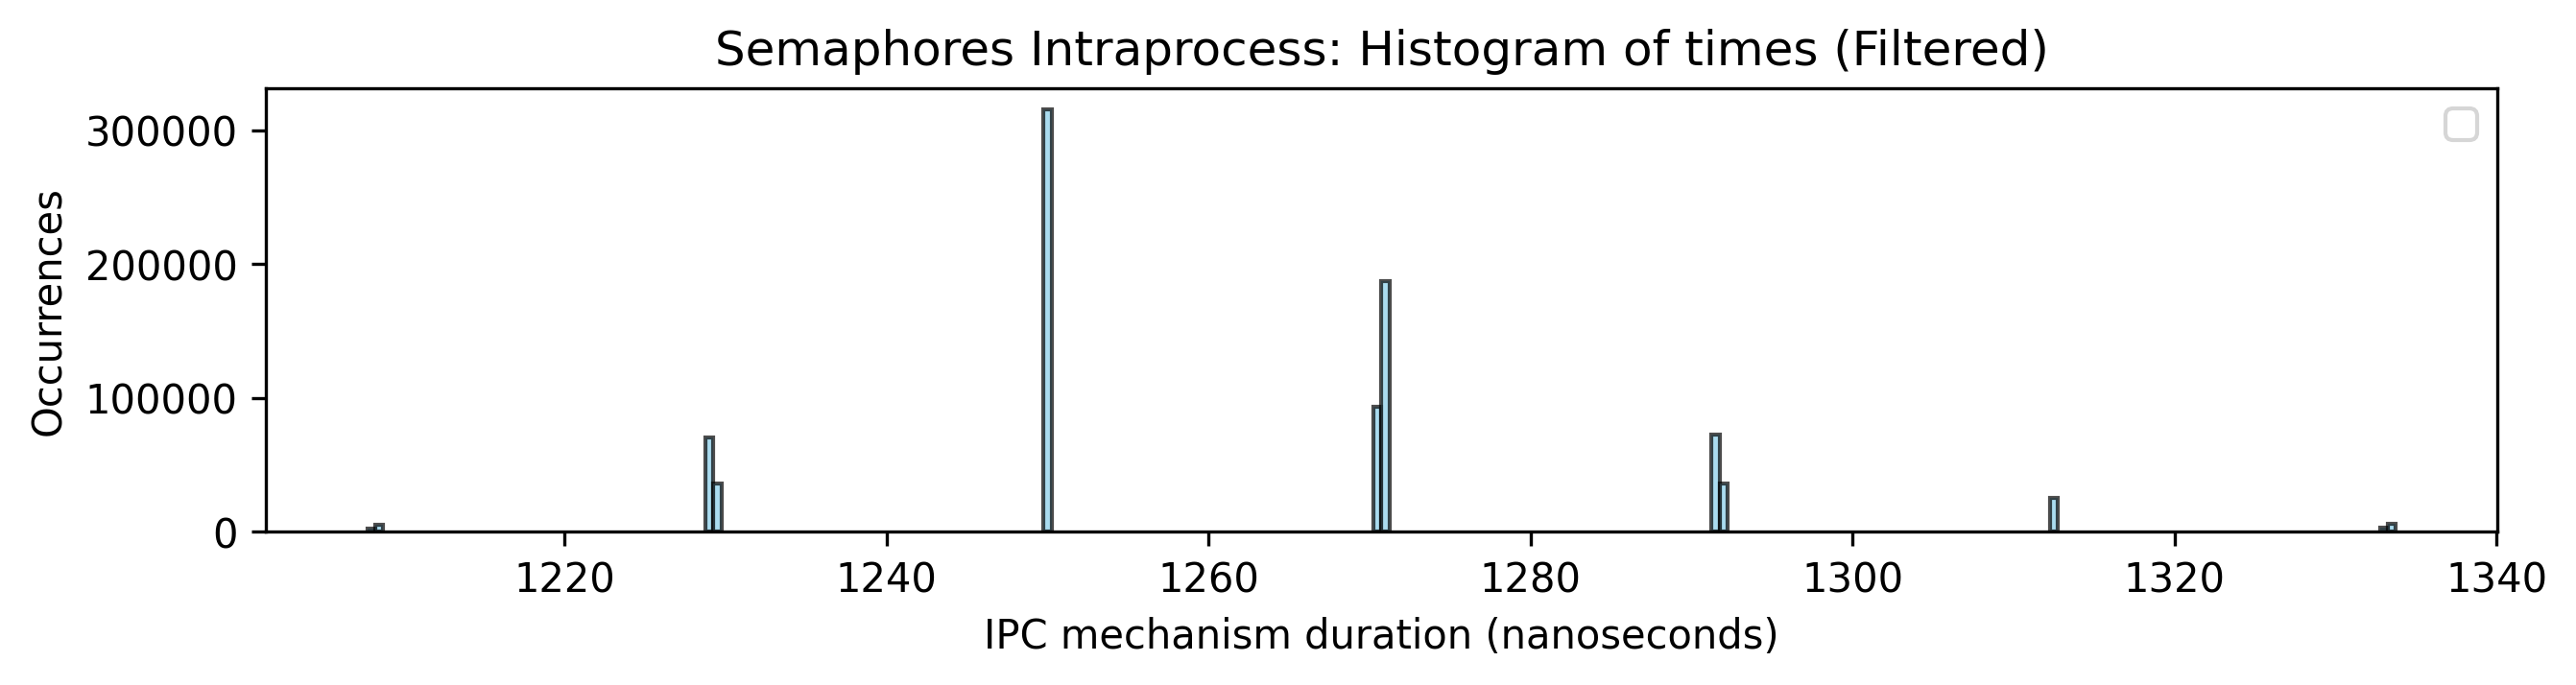 Semaphores Intraprocess: Histogram of times (Filtered)
300000
200000
100000
0
Occurrences
1220 1240 1260 1280 1300 1320 1340
IPC mechanism duration (nanoseconds)